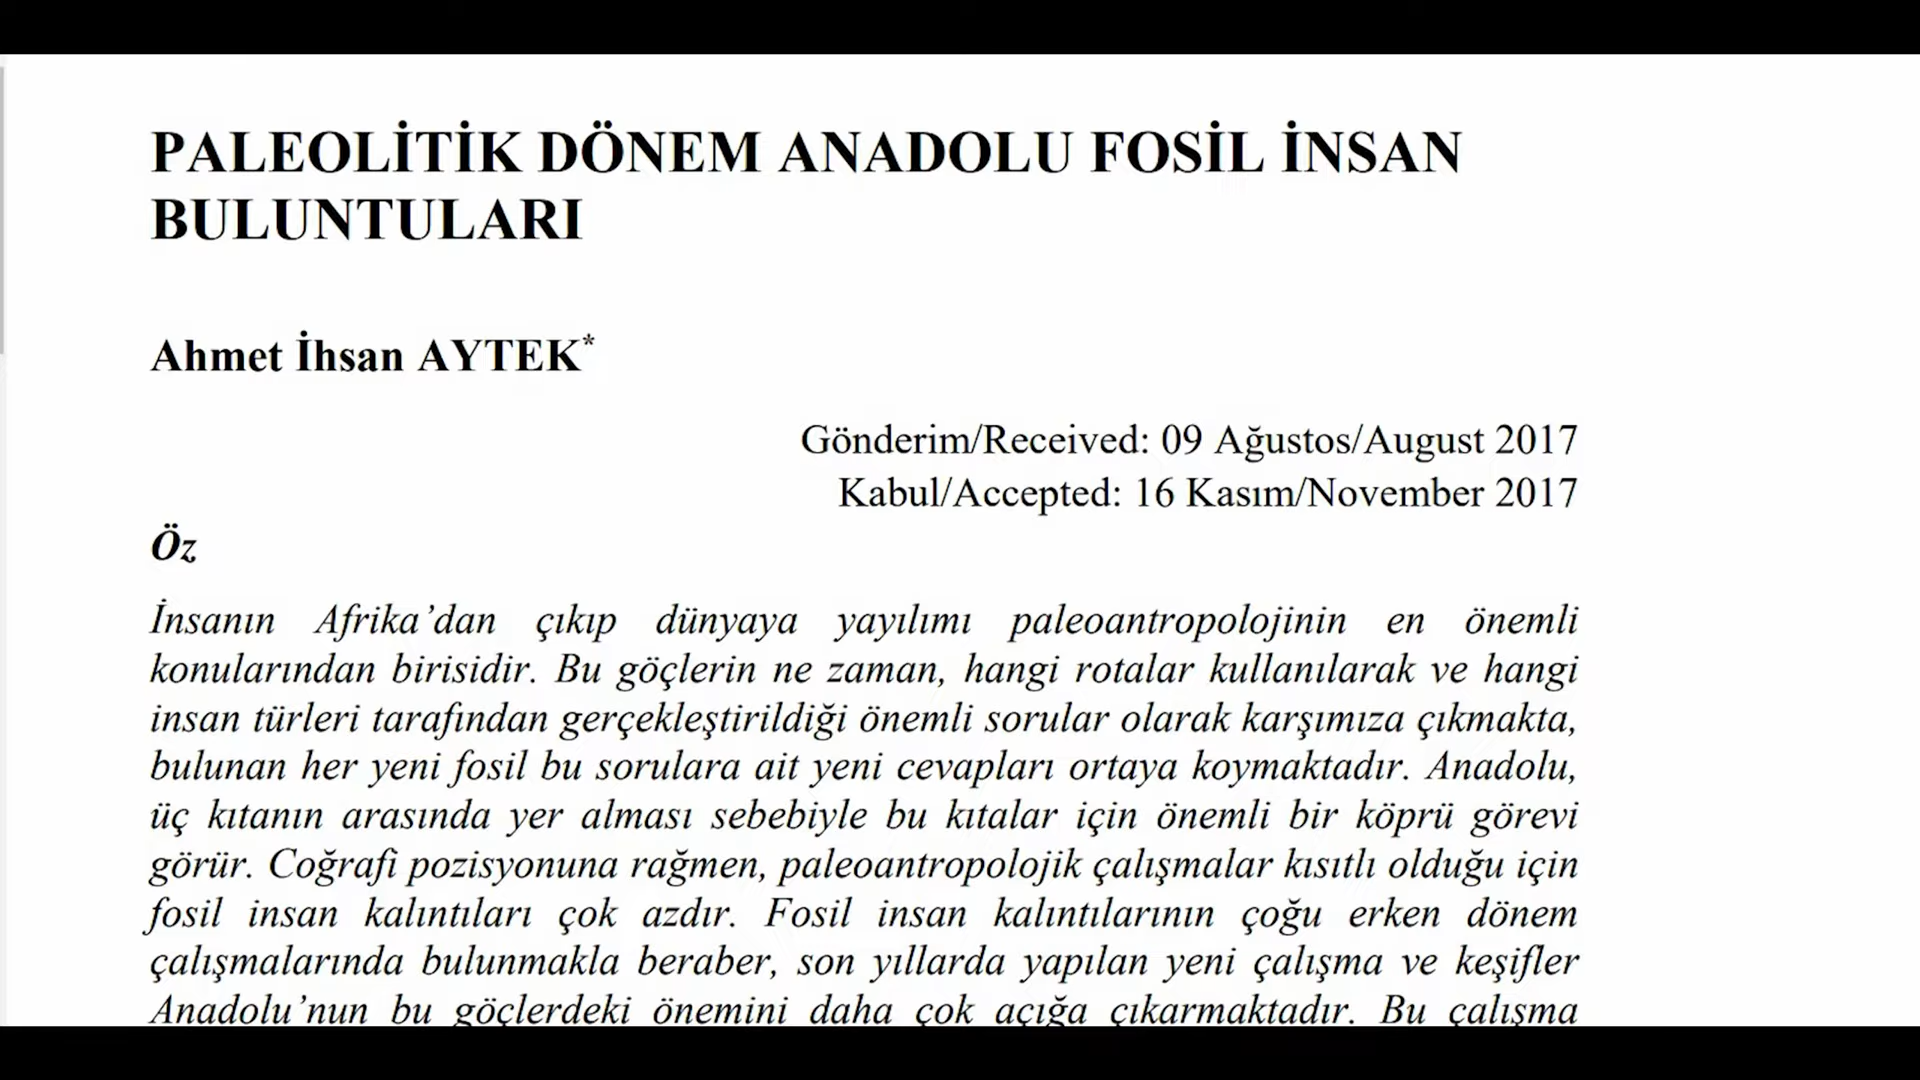 PALEOLİTİK DÖNEM ANADOLU FOSİL İNSAN
BULUNTULARI
Ahmet İhsan AYTEK*
Gönderim/Received: 09 Ağustos/August 2017
Kabul/Accepted: 16 Kasım/November 2017
Öz
İnsanın Afrika’dan çıkıp dünyaya yayılımı paleoantropolojinin en önemli
konularından birisidir. Bu göçlerin ne zaman, hangi rotalar kullanılarak ve hangi
insan türleri tarafından gerçekleştirildiği önemli sorular olarak karşımıza çıkmakta,
bulunan her yeni fosil bu sorulara ait yeni cevapları ortaya koymaktadır. Anadolu,
üç kıtanın arasında yer alması sebebiyle bu kıtalar için önemli bir köprü görevi
görür. Coğrafi pozisyonuna rağmen, paleoantropolojik çalışmalar kısıtlı olduğu için
fosil insan kalıntıları çok azdır. Fosil insan kalıntılarının çoğu erken dönem
çalışmalarında bulunmakla beraber, son yıllarda yapılan yeni çalışma ve keşifler
Anadolu’nun bu göçlerdeki önemini daha çok açığa çıkarmaktadır. Bu çalışma